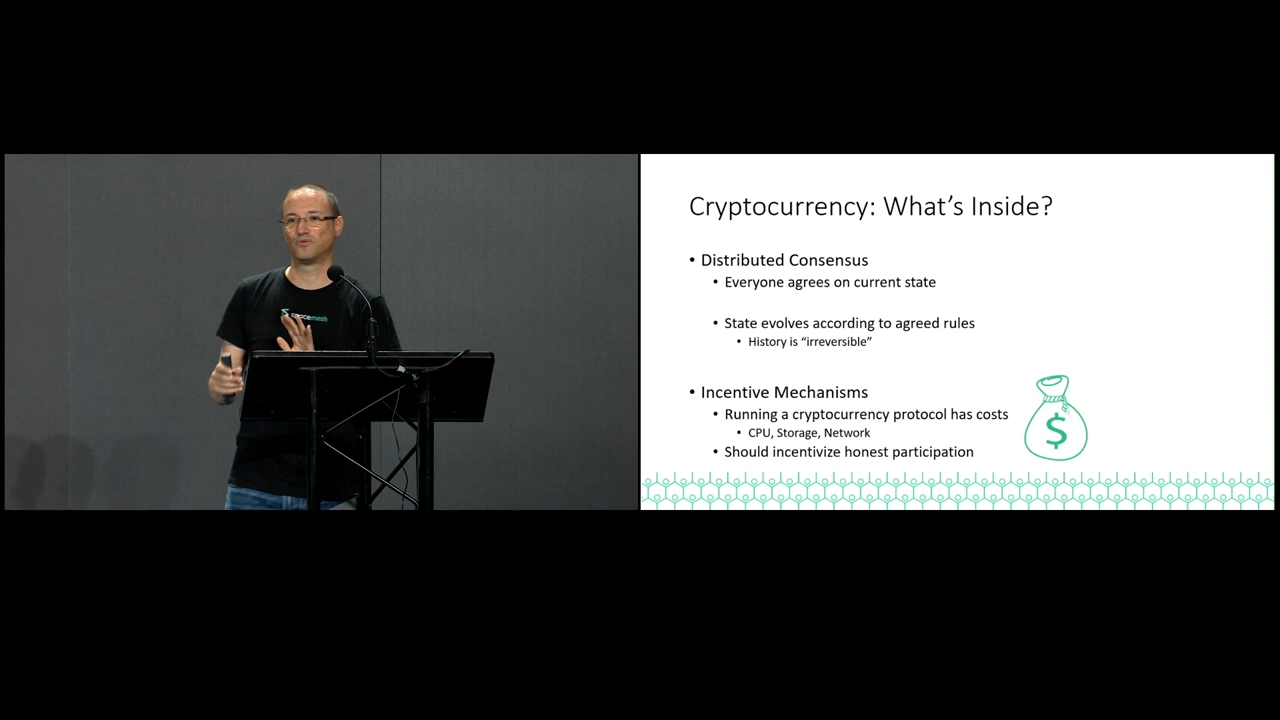 spacemesh
Cryptocurrency: What’s Inside?
• Distributed Consensus
• Everyone agrees on current state
• State evolves according to agreed rules
• History is “irreversible”
• Incentive Mechanisms
• Running a cryptocurrency protocol has costs
• CPU, Storage, Network
• Should incentivize honest participation
$